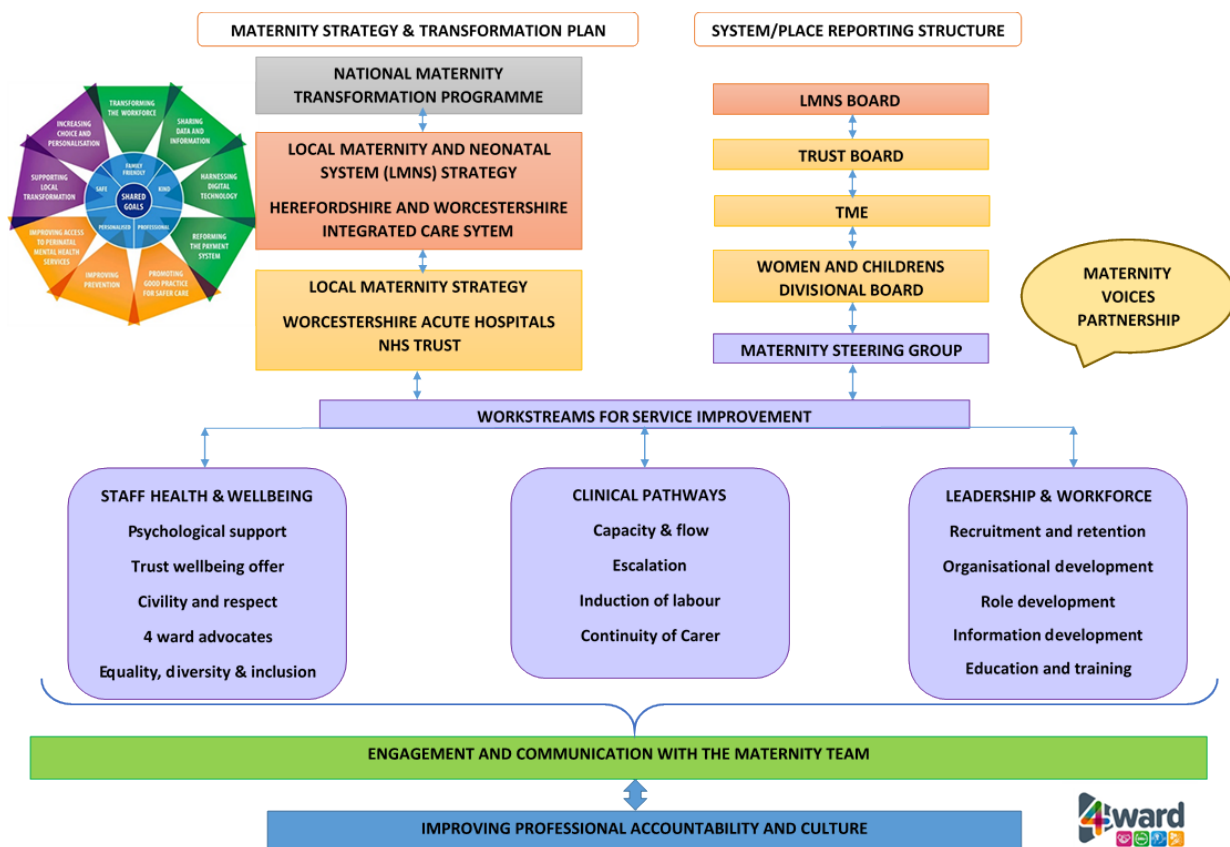 MATERNITY STRATEGY & TRANSFORMATION PLAN
SYSTEM/PLACE REPORTING STRUCTURE
NATIONAL MATERNITY
TRANSFORMATION PROGRAMME
LOCAL MATERNITY AND NEONATAL
SYSTEM (LMNS) STRATEGY
HEREFORDSHIRE AND WORCESTERSHIRE
INTEGRATED CARE SYTEM
LOCAL MATERNITY STRATEGY
WORCESTERSHIRE ACUTE HOSPITALS
NHS TRUST
TRANSFORMING
THE WORKFORCE
SHARING
DATA AND
INFORMATION
HARNESSING
DIGITAL
TECHNOLOGY
REFORMING
THE PAYMENT
SYSTEM
PROMOTING
GOOD PRACTICE
FOR SAFER CARE
IMPROVING
PREVENTION
IMPROVING ACCESS
TO PERINATAL
MENTAL HEALTH
SERVICES
SUPPORTING
LOCAL
TRANSFORMATION
INCREASING
CHOICE AND
PERSONALISATION
FAMILY
FRIENDLY
SAFE
KIND
SHARED
GOALS
PERSONALISED
PROFESSIONAL
LMNS BOARD
TRUST BOARD
TME
WOMEN AND CHILDRENS
DIVISIONAL BOARD
MATERNITY STEERING GROUP
MATERNITY
VOICES
PARTNERSHIP
WORKSTREAMS FOR SERVICE IMPROVEMENT
STAFF HEALTH & WELLBEING
Psychological support
Trust wellbeing offer
Civility and respect
4 ward advocates
Equality, diversity & inclusion
CLINICAL PATHWAYS
Capacity & flow
Escalation
Induction of labour
Continuity of Carer
LEADERSHIP & WORKFORCE
Recruitment and retention
Organisational development
Role development
Information development
Education and training
ENGAGEMENT AND COMMUNICATION WITH THE MATERNITY TEAM
IMPROVING PROFESSIONAL ACCOUNTABILITY AND CULTURE
4ward